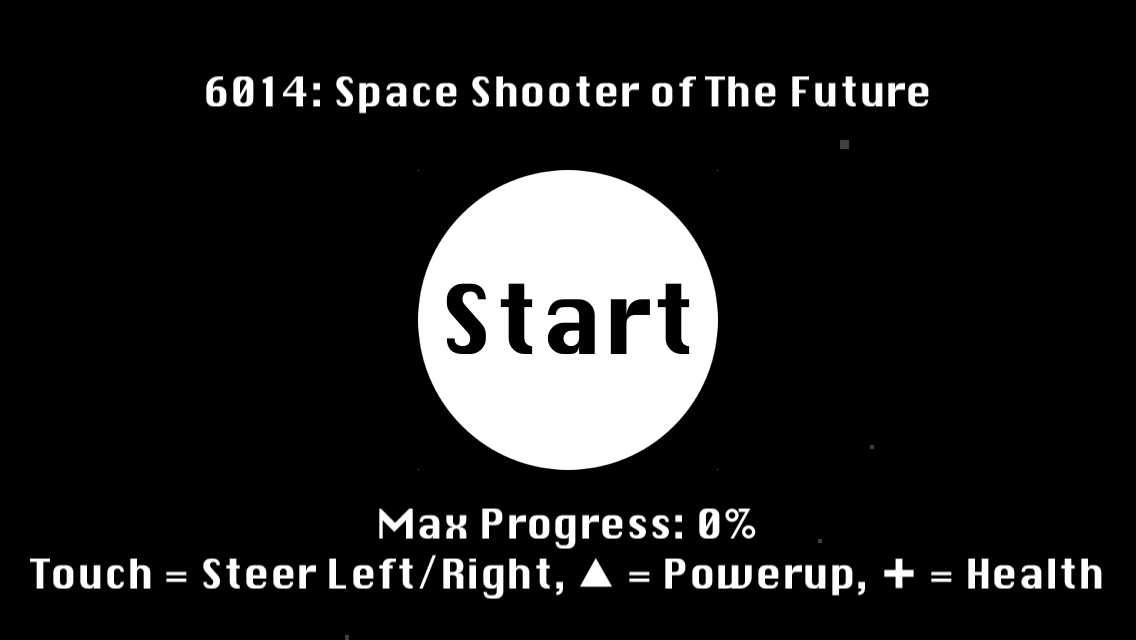 6014: Space Shooter of The Future
Start
Max Progress: 0%
Touch = Steer Left/Right, ▲ = Powerup, + = Health